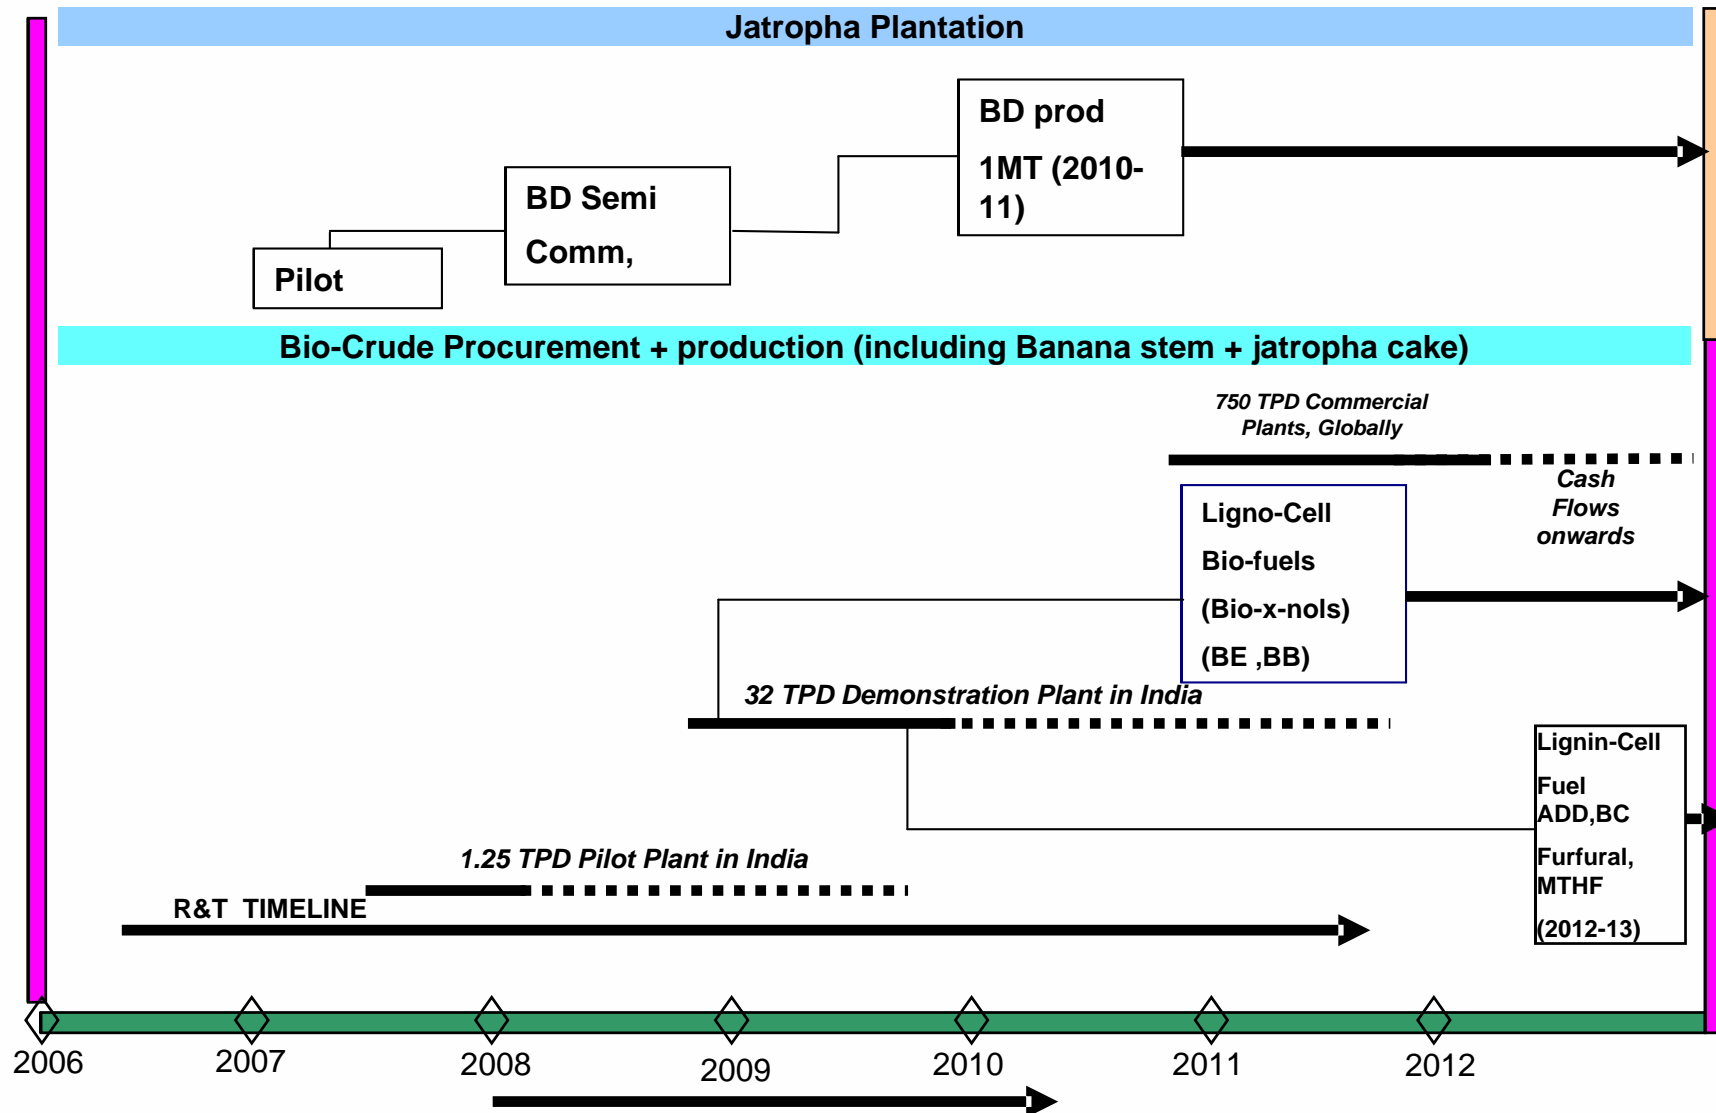 Jatropha Plantation
BD prod
1MT (2010-
11)
BD Semi
Comm,
Pilot
Bio-Crude Procurement + production (including Banana stem + jatropha cake)
750 TPD Commercial
Plants, Globally
Cash
Flows
onwards
Ligno-Cell
Bio-fuels
(Bio-x-nols)
(BE ,BB)
32 TPD Demonstration Plant in India
Lignin-Cell
Fuel
ADD,BC
Furfural,
MTHF
(2012-13)
1.25 TPD Pilot Plant in India
R&T TIMELINE
2006 2007 2008 2009 2010 2011 2012